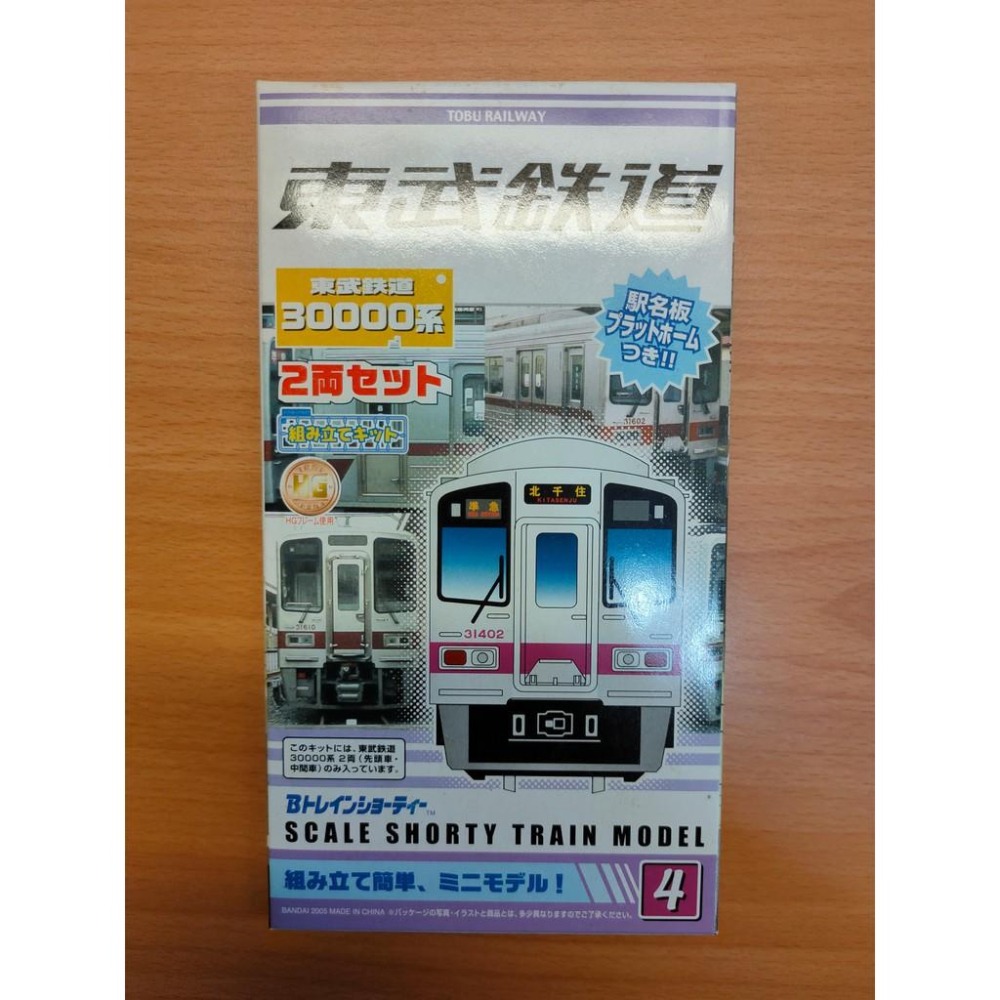 TOBU RAILWAY
東武鉄道
東武鉄道
30000系
2両セット
組み立てキット
HG
HGフレーム使用
駅名板
プラットホーム
つき!!
31602
準急
北千住
KITASENJU
31402
31610
このキットには、東武鉄道
30000系 2両(先頭車・
中間車)のみ入っています。
Bトレインショーティー™
SCALE SHORTY TRAIN MODEL
組み立て簡単、ミニモデル!
4
BANDAI 2005 MADE IN CHINA ※パッケージの写真・イラストと商品とは、多少異なりますのでご了承ください。